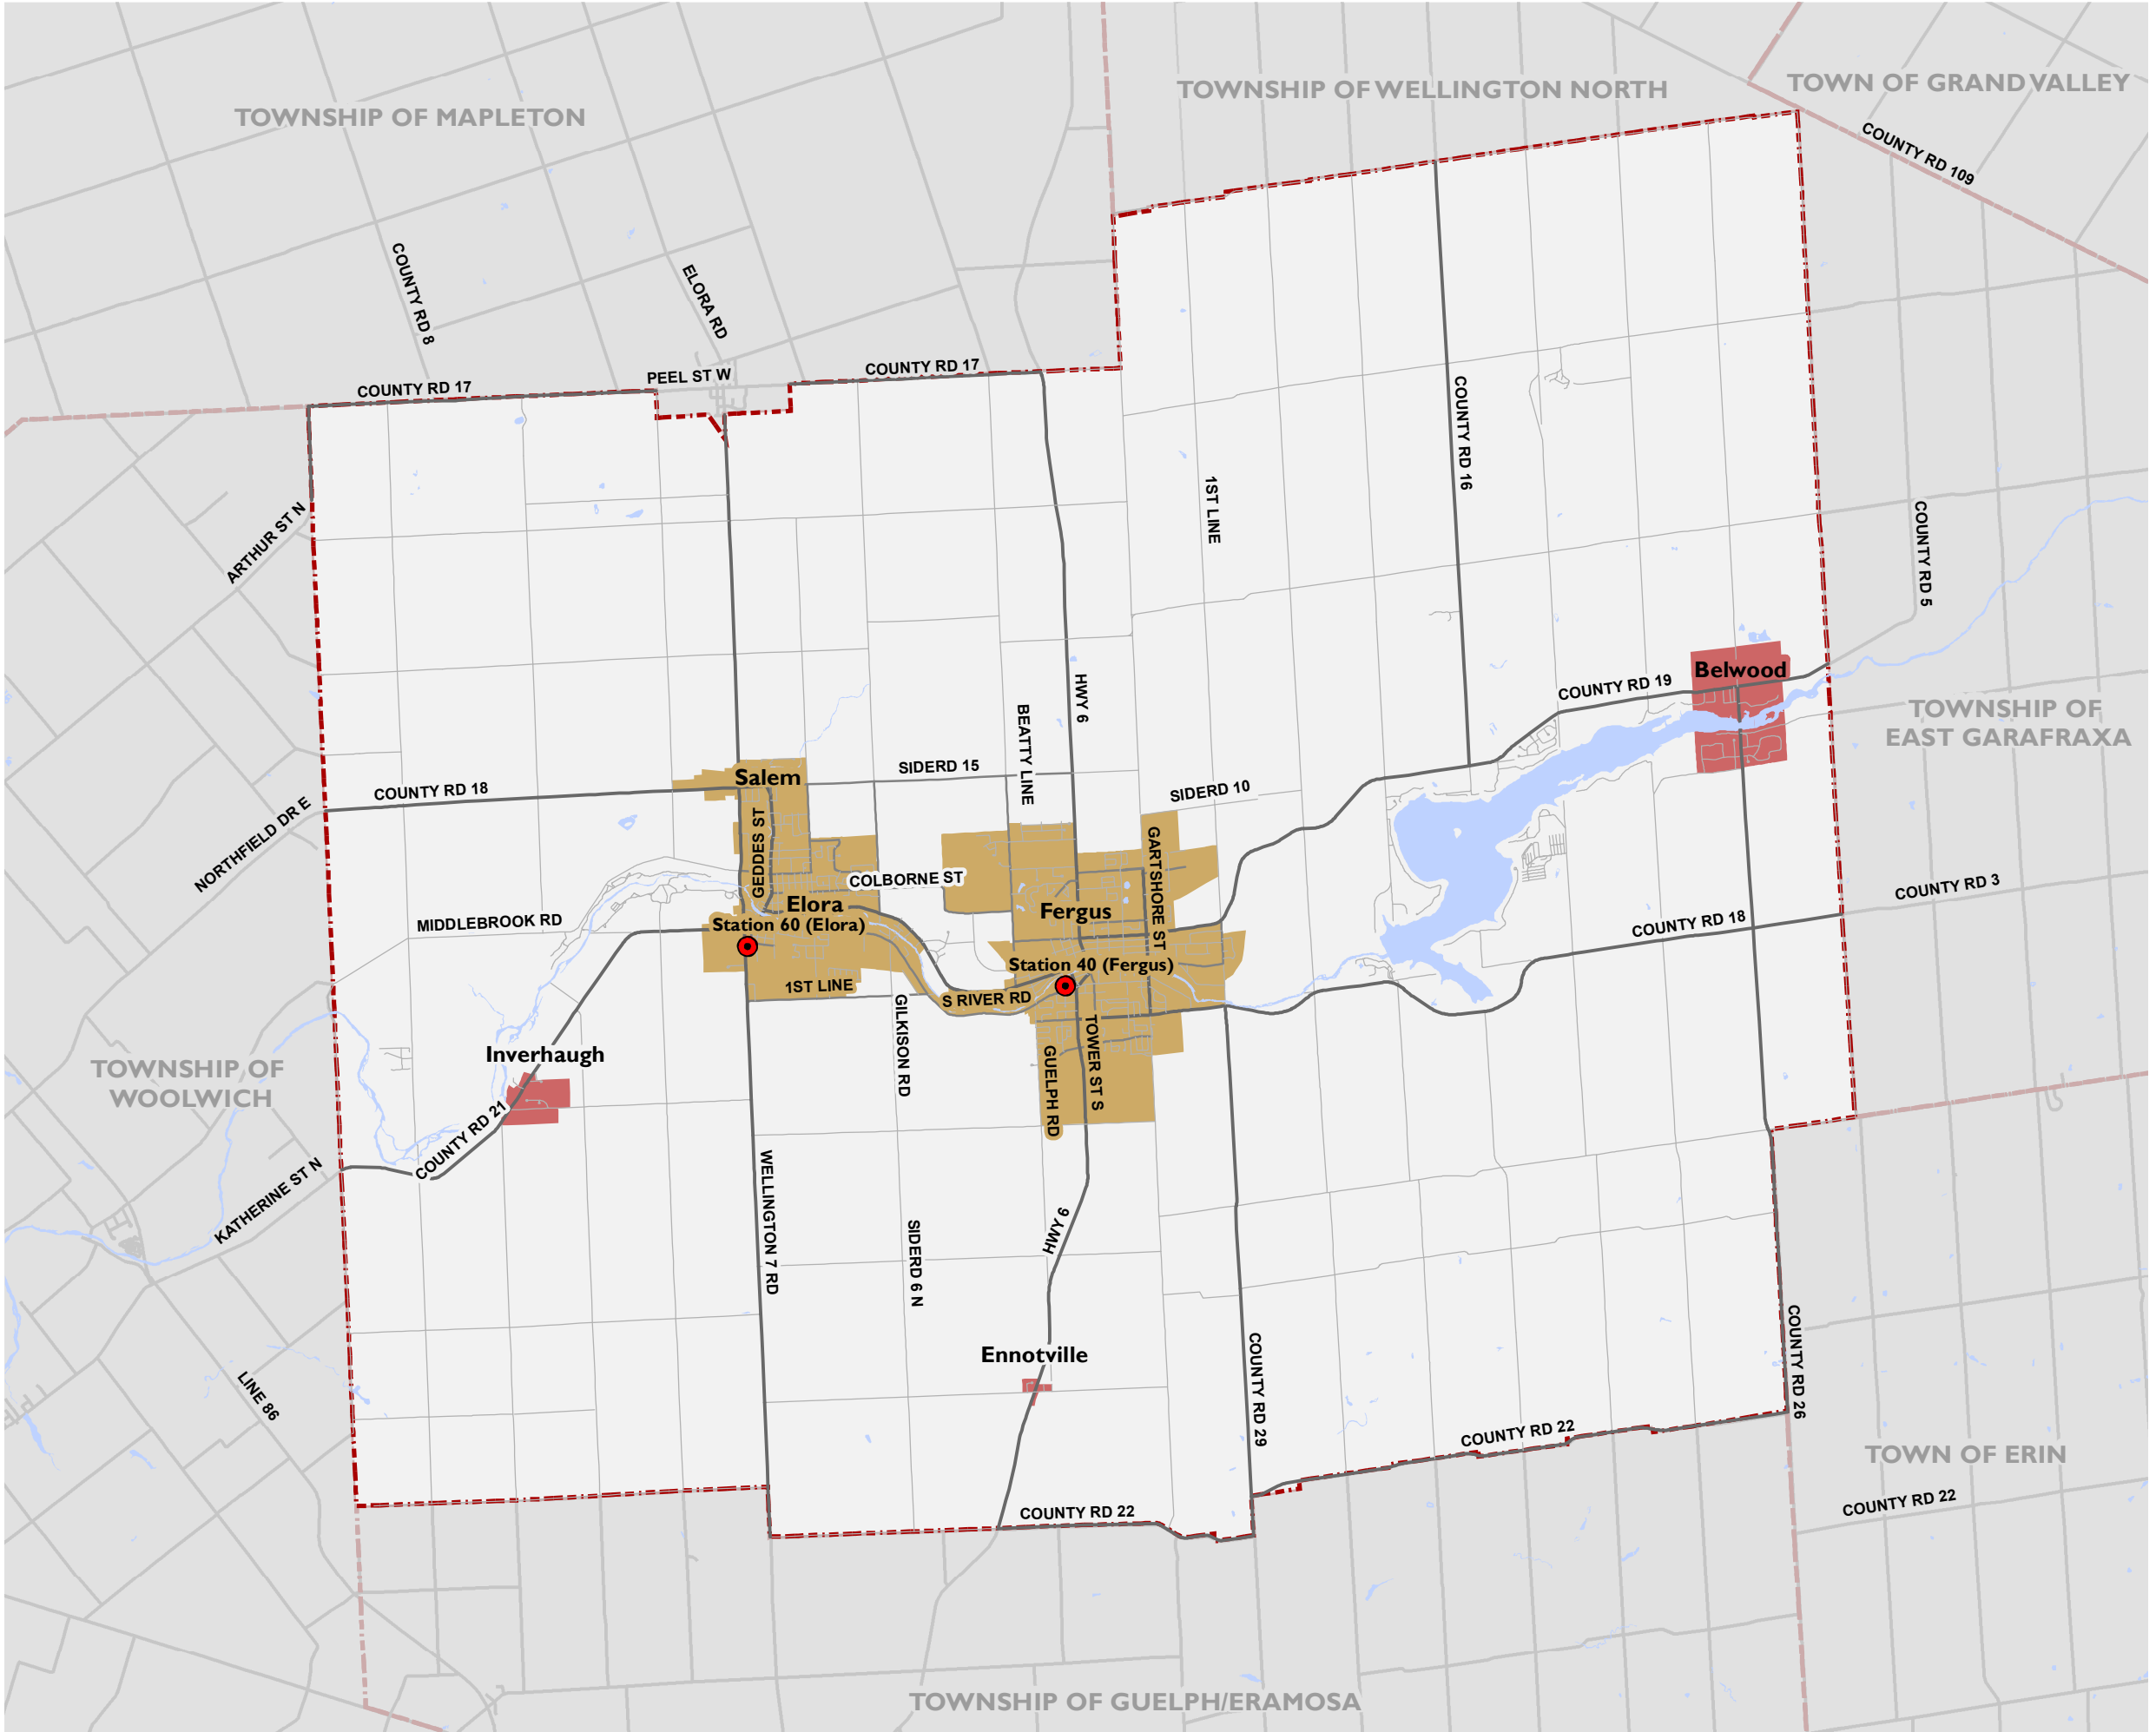 TOWNSHIP OF MAPLETON
TOWNSHIP OF WELLINGTON NORTH
TOWN OF GRAND VALLEY
COUNTY RD 109
COUNTY RD 8
ELORA RD
COUNTY RD 17
PEEL ST W
COUNTY RD 17
COUNTY RD 16
1ST LINE
ARTHUR ST N
COUNTY RD 5
HWY 6
BEATTY LINE
Belwood
COUNTY RD 19
TOWNSHIP OF
EAST GARAFRAXA
Salem
SIDERD 15
COUNTY RD 18
SIDERD 10
NORTHFIELD DR E
GEDDES ST
GARTSHORE ST
COLBORNE ST
COUNTY RD 3
Elora
Fergus
MIDDLEBROOK RD
Station 60 (Elora)
COUNTY RD 18
Station 40 (Fergus)
1ST LINE
S RIVER RD
GILKISON RD
GUELPH RD
TOWER ST S
Inverhaugh
TOWNSHIP OF
WOOLWICH
COUNTY RD 21
KATHERINE ST N
WELLINGTON 7 RD
SIDERD 6 N
HWY 6
Ennotville
COUNTY RD 29
COUNTY RD 26
LINE 86
COUNTY RD 22
TOWN OF ERIN
COUNTY RD 22
COUNTY RD 22
TOWNSHIP OF GUELPH/ERAMOSA